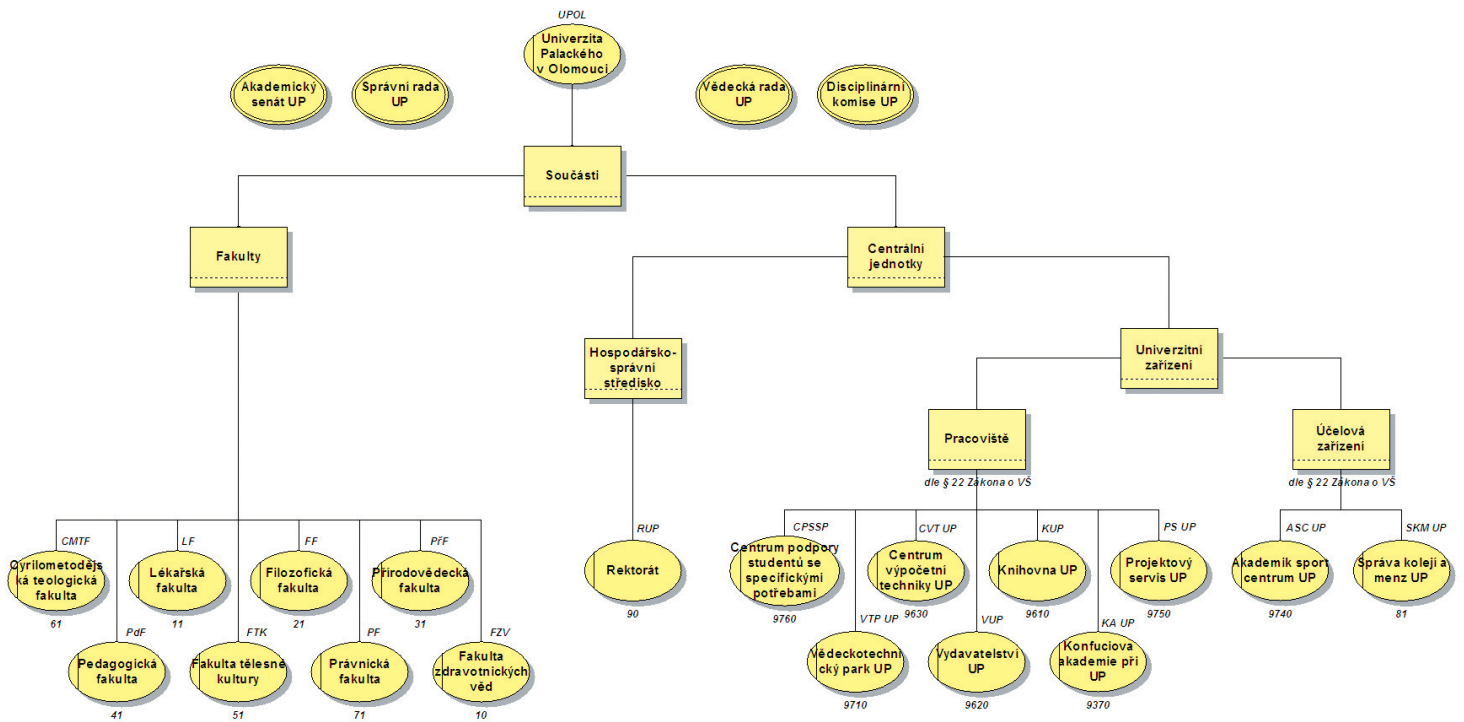 UPOL
Univerzita
Palackého
v Olomouci
Akademický
senát UP
Správní rada
UP
Vědecká rada
UP
Disciplinární
komise UP
Součásti
Fakulty
Centrální
jednotky
Hospodářsko-
správní
středisko
Univerzitní
zařízení
Pracoviště
dle § 22 Zákona o VŠ
Účelová
zařízení
dle § 22 Zákona o VŠ
CMTF
Cyrilometodějs
ká teologická
fakulta
61
LF
Lékařská
fakulta
11
FF
Filozofická
fakulta
21
PřF
Přírodovědecká
fakulta
31
PdF
Pedagogická
fakulta
41
FTK
Fakulta tělesné
kultury
51
PF
Právnická
fakulta
71
FZV
Fakulta
zdravotnických
věd
10
RUP
Rektorát
90
CPSSP
Centrum podpory
studentů se
specifickými
potřebami
9760
CVT UP
Centrum
výpočetní
techniky UP
9630
KUP
Knihovna UP
9610
PS UP
Projektový
servis UP
9750
VTP UP
Vědeckotechn
ický park UP
9710
VUP
Vydavatelství
UP
9620
KA UP
Konfuciova
akademie při
UP
9370
ASC UP
Akademik sport
centrum UP
9740
SKM UP
Správa kolejí a
menz UP
81